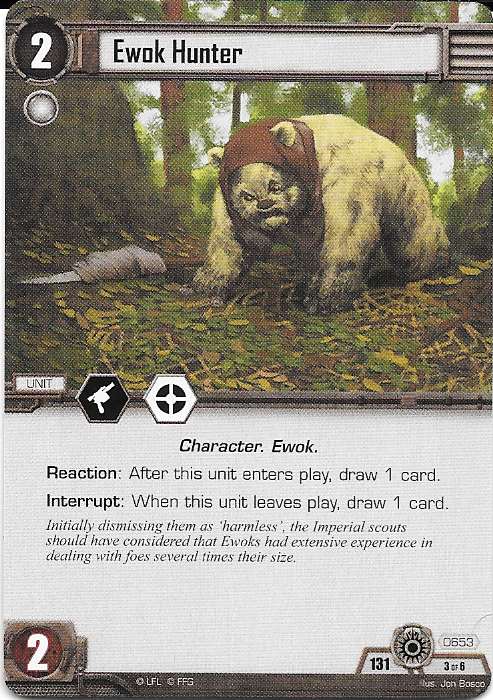 2
Ewok Hunter
UNIT
Character. Ewok.
Reaction: After this unit enters play, draw 1 card.
Interrupt: When this unit leaves play, draw 1 card.
Initially dismissing them as ‘harmless’, the Imperial scouts
should have considered that Ewoks had extensive experience in
dealing with foes several times their size.
2
0653
131
3 OF 6
© LFL © FFG
Illus. Jon Bosco